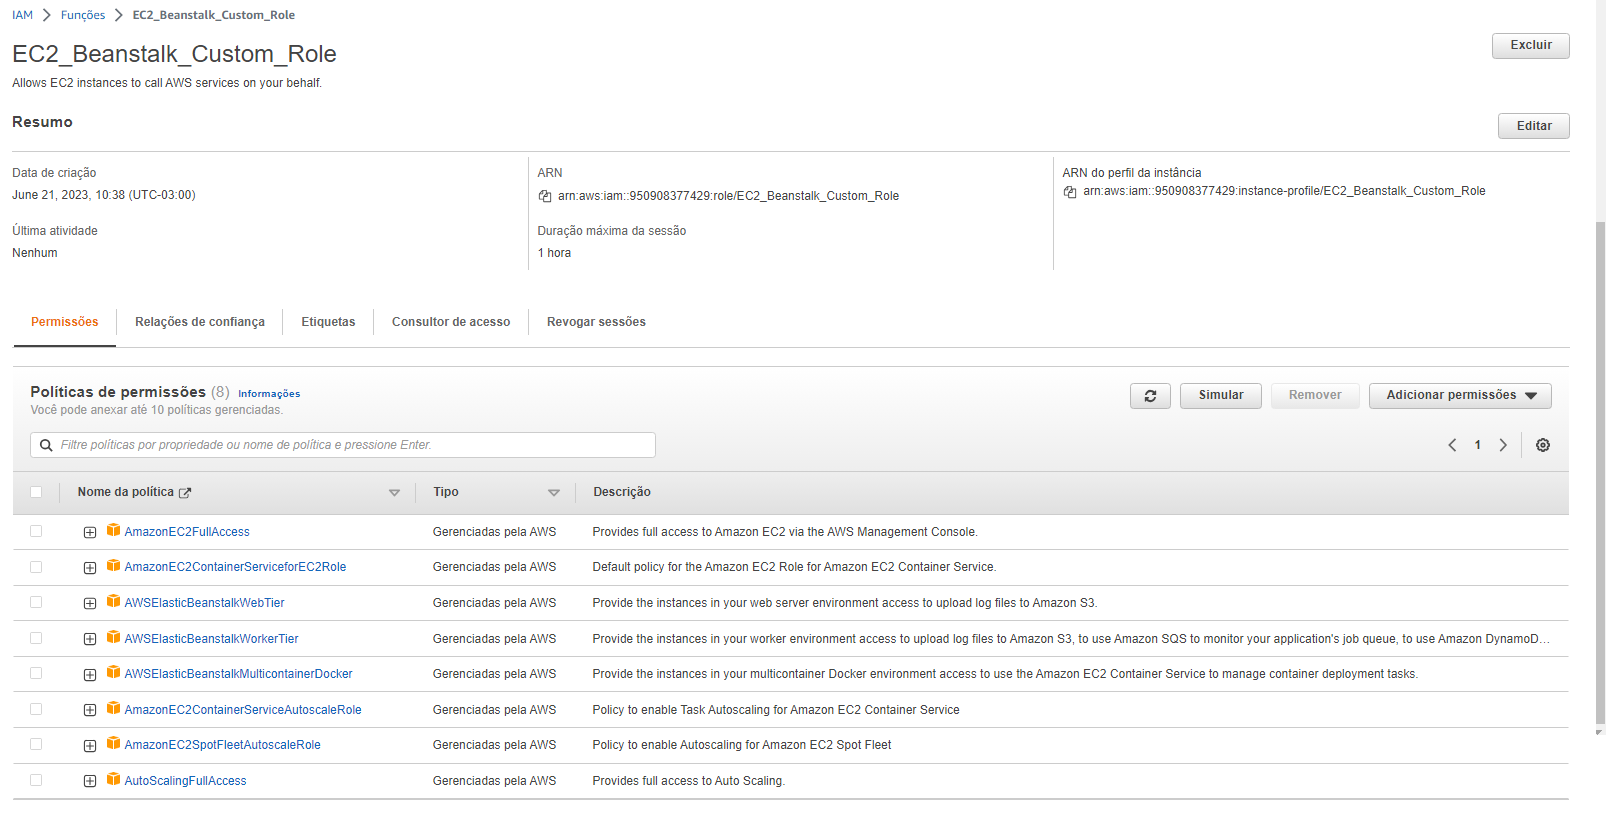 IAM > Funções > EC2_Beanstalk_Custom_Role
EC2_Beanstalk_Custom_Role
Excluir
Allows EC2 instances to call AWS services on your behalf.
Resumo
Editar
Data de criação
June 21, 2023, 10:38 (UTC-03:00)
Última atividade
Nenhum
ARN
arn:aws:iam::950908377429:role/EC2_Beanstalk_Custom_Role
Duração máxima da sessão
1 hora
ARN do perfil da instância
arn:aws:iam::950908377429:instance-profile/EC2_Beanstalk_Custom_Role
Permissões Relações de confiança Etiquetas Consultor de acesso Revogar sessões
Políticas de permissões (8) Informações
Você pode anexar até 10 políticas gerenciadas.
Simular Remover Adicionar permissões
Filtre políticas por propriedade ou nome de política e pressione Enter.
1
Nome da política Tipo Descrição
AmazonEC2FullAccess Gerenciadas pela AWS Provides full access to Amazon EC2 via the AWS Management Console.
AmazonEC2ContainerServiceforEC2Role Gerenciadas pela AWS Default policy for the Amazon EC2 Role for Amazon EC2 Container Service.
AWSElasticBeanstalkWebTier Gerenciadas pela AWS Provide the instances in your web server environment access to upload log files to Amazon S3.
AWSElasticBeanstalkWorkerTier Gerenciadas pela AWS Provide the instances in your worker environment access to upload log files to Amazon S3, to use Amazon SQS to monitor your application's job queue, to use Amazon DynamoD…
AWSElasticBeanstalkMulticontainerDocker Gerenciadas pela AWS Provide the instances in your multicontainer Docker environment access to use the Amazon EC2 Container Service to manage container deployment tasks.
AmazonEC2ContainerServiceAutoscaleRole Gerenciadas pela AWS Policy to enable Task Autoscaling for Amazon EC2 Container Service
AmazonEC2SpotFleetAutoscaleRole Gerenciadas pela AWS Policy to enable Autoscaling for Amazon EC2 Spot Fleet
AutoScalingFullAccess Gerenciadas pela AWS Provides full access to Auto Scaling.